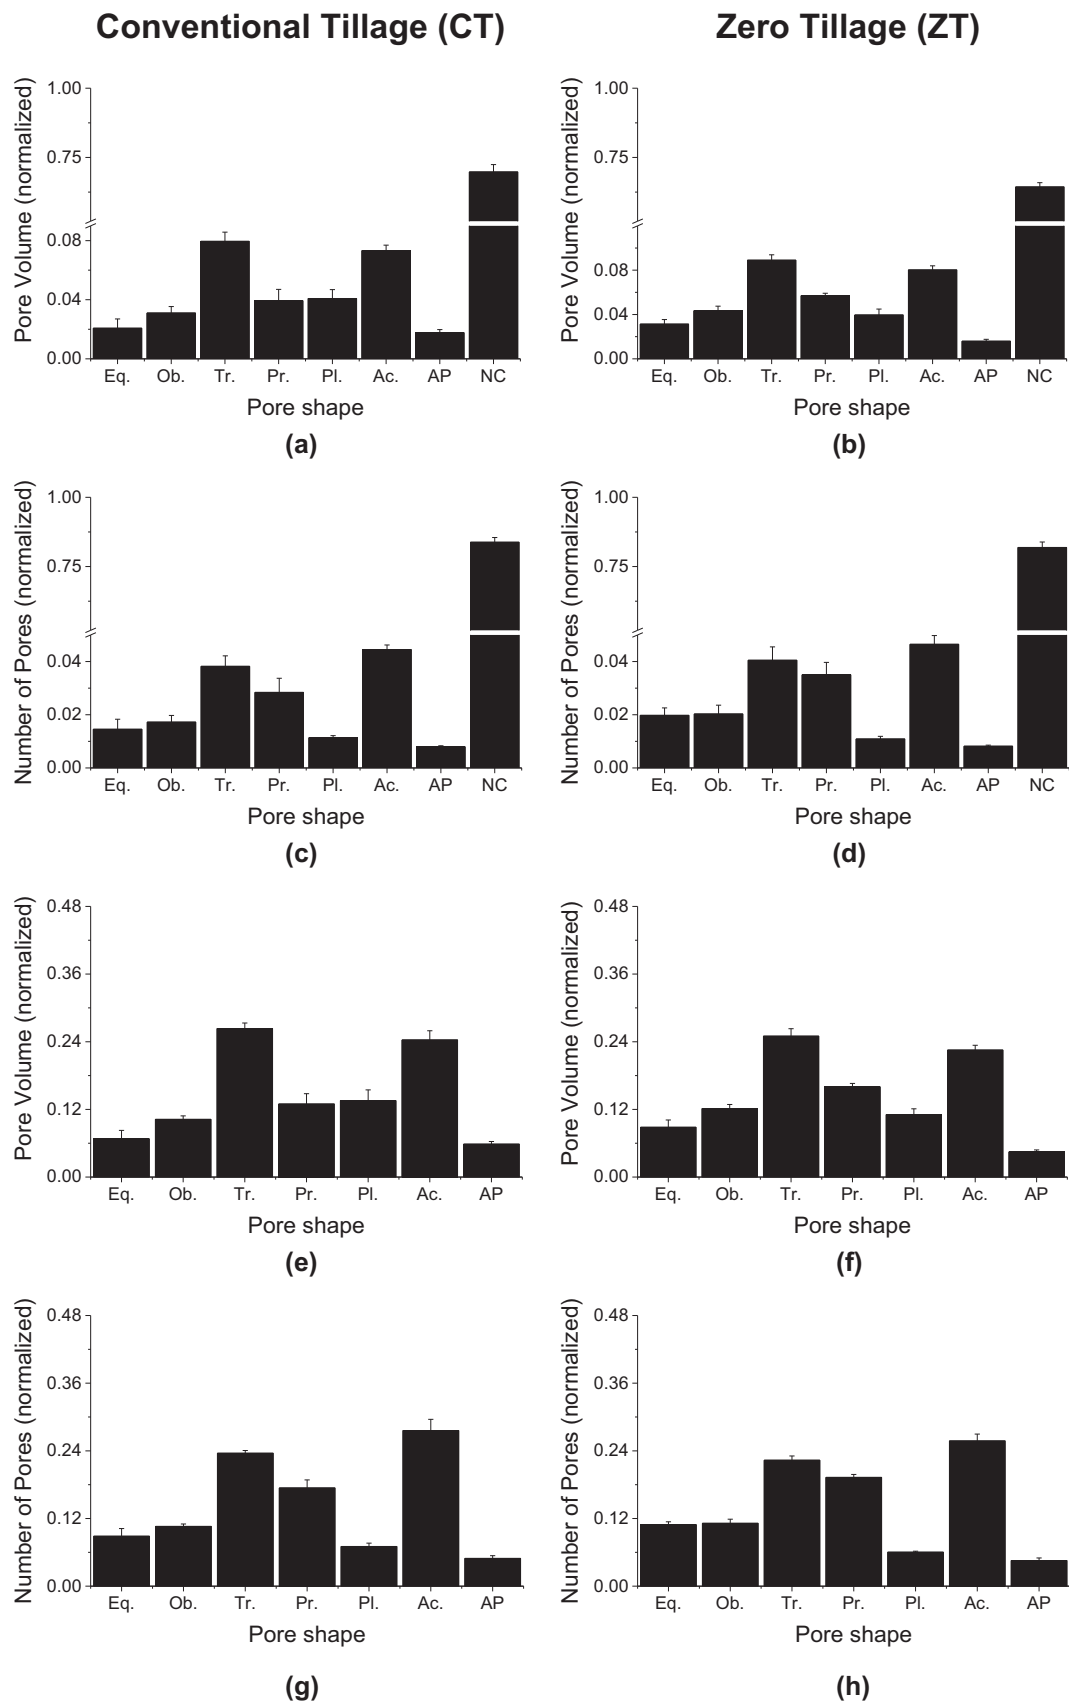 Conventional Tillage (CT)
Zero Tillage (ZT)
Pore Volume (normalized)
1.00
0.75
0.08
0.04
0.00
Eq. Ob. Tr. Pr. Pl. Ac. AP NC
Pore shape
(a)
Pore Volume (normalized)
1.00
0.75
0.08
0.04
0.00
Eq. Ob. Tr. Pr. Pl. Ac. AP NC
Pore shape
(b)
Number of Pores (normalized)
1.00
0.75
0.04
0.02
0.00
Eq. Ob. Tr. Pr. Pl. Ac. AP NC
Pore shape
(c)
Number of Pores (normalized)
1.00
0.75
0.04
0.02
0.00
Eq. Ob. Tr. Pr. Pl. Ac. AP NC
Pore shape
(d)
Pore Volume (normalized)
0.48
0.36
0.24
0.12
0.00
Eq. Ob. Tr. Pr. Pl. Ac. AP
Pore shape
(e)
Pore Volume (normalized)
0.48
0.36
0.24
0.12
0.00
Eq. Ob. Tr. Pr. Pl. Ac. AP
Pore shape
(f)
Number of Pores (normalized)
0.48
0.36
0.24
0.12
0.00
Eq. Ob. Tr. Pr. Pl. Ac. AP
Pore shape
(g)
Number of Pores (normalized)
0.48
0.36
0.24
0.12
0.00
Eq. Ob. Tr. Pr. Pl. Ac. AP
Pore shape
(h)